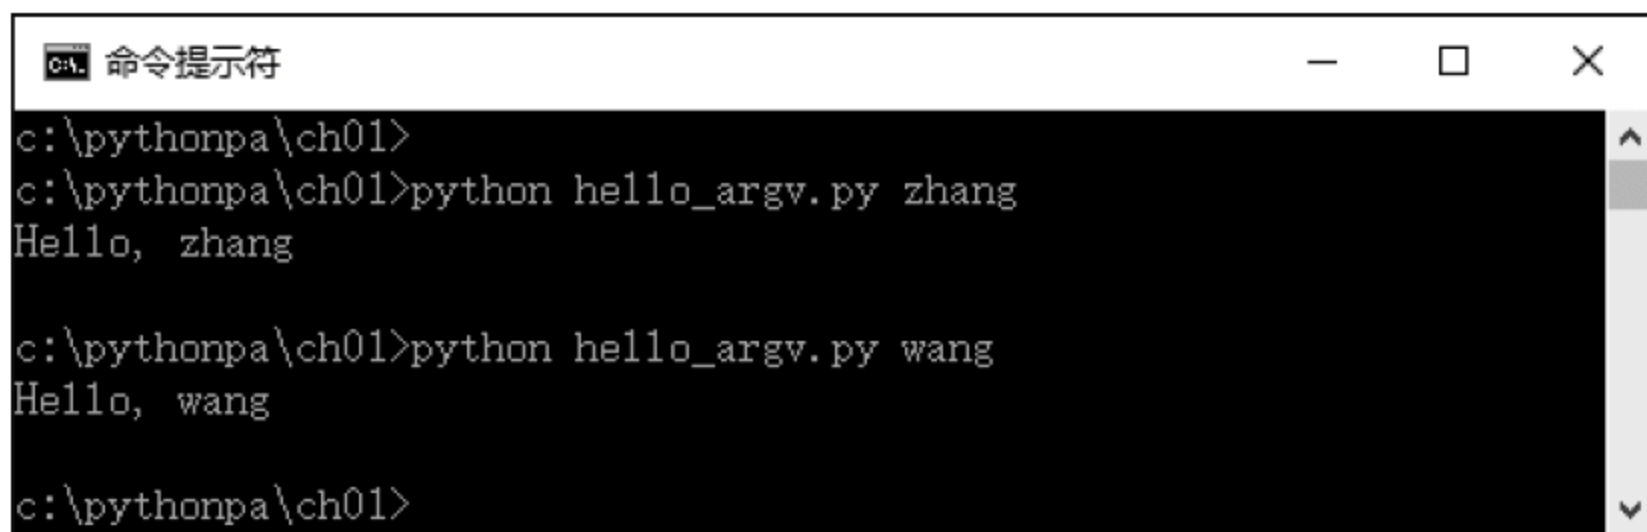 命令提示符
c:\pythonpa\ch01>
c:\pythonpa\ch01>python hello_argv.py zhang
Hello, zhang
c:\pythonpa\ch01>python hello_argv.py wang
Hello, wang
c:\pythonpa\ch01>